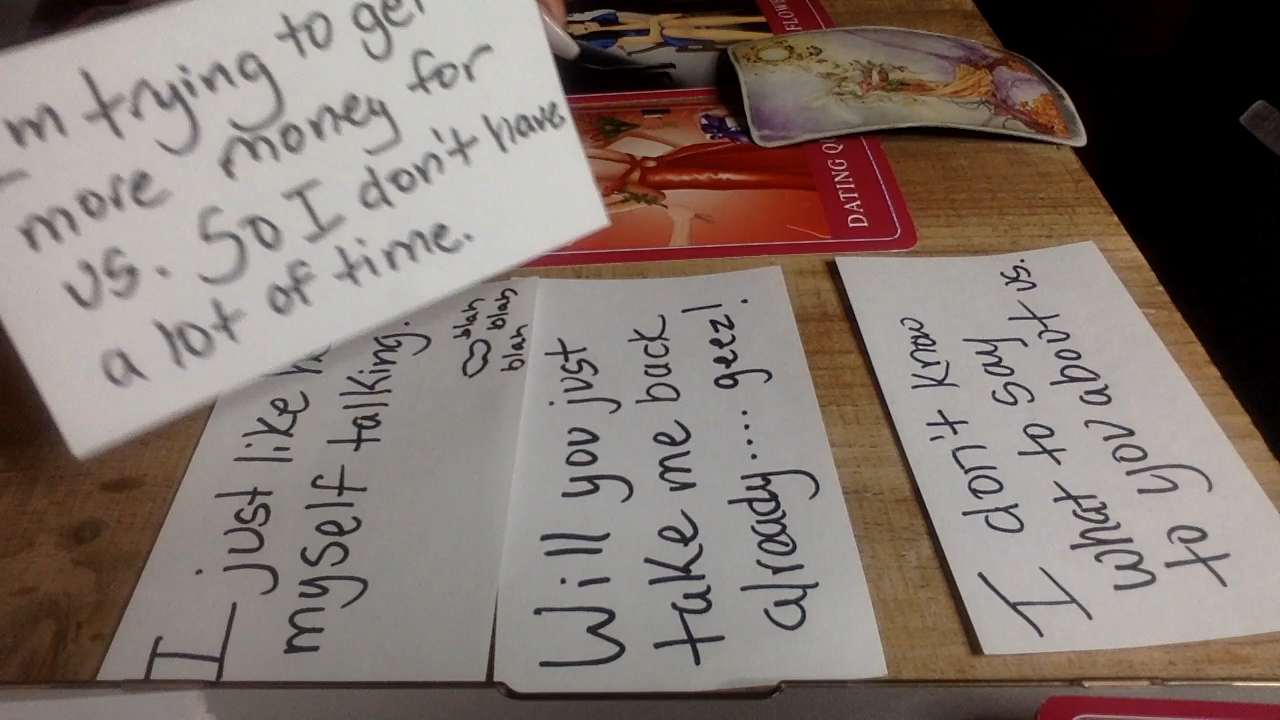 I'm trying to get
more money for
us. So I don't have
a lot of time.
I just like
myself talking.
blah
blah
blah
Will you just
take me back
already.... geez!
I don't know
what to say
to you about us.
DATING
FLOWS